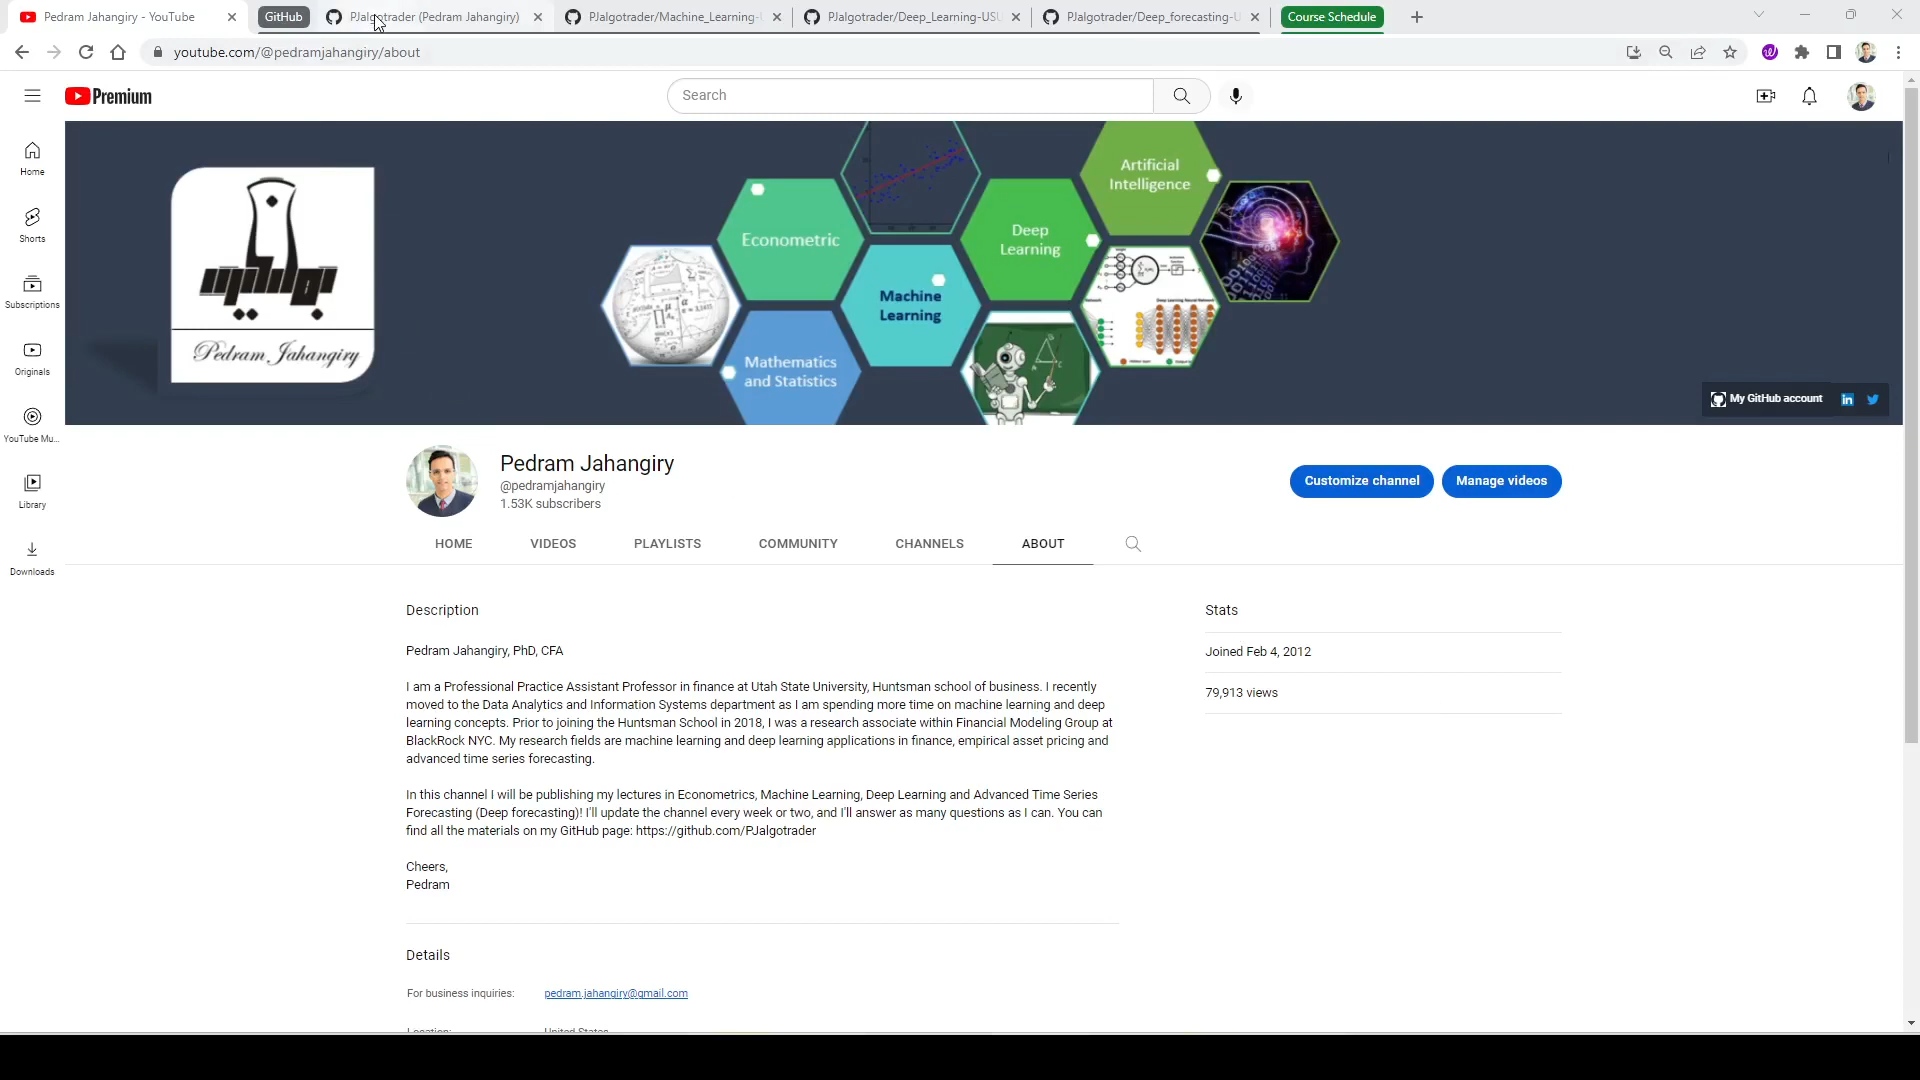 Pedram Jahangiry - YouTube
GitHub
PJalgotrader (Pedram Jahangiry)
PJalgotrader/Machine_Learning-
PJalgotrader/Deep_Learning-USU
PJalgotrader/Deep_forecasting-U
Course Schedule
youtube.com/@pedramjahangiry/about
Premium
Search
Home
Shorts
Subscriptions
Originals
YouTube Mu...
Library
Downloads
Pedram Jahangiry
Econometric
Mathematics
and Statistics
Machine
Learning
Deep
Learning
Artificial
Intelligence
My GitHub account
Pedram Jahangiry
@pedramjahangiry
1.53K subscribers
Customize channel
Manage videos
HOME VIDEOS PLAYLISTS COMMUNITY CHANNELS ABOUT
Description
Pedram Jahangiry, PhD, CFA
I am a Professional Practice Assistant Professor in finance at Utah State University, Huntsman school of business. I recently
moved to the Data Analytics and Information Systems department as I am spending more time on machine learning and deep
learning concepts. Prior to joining the Huntsman School in 2018, I was a research associate within Financial Modeling Group at
BlackRock NYC. My research fields are machine learning and deep learning applications in finance, empirical asset pricing and
advanced time series forecasting.
In this channel I will be publishing my lectures in Econometrics, Machine Learning, Deep Learning and Advanced Time Series
Forecasting (Deep forecasting)! I'll update the channel every week or two, and I'll answer as many questions as I can. You can
find all the materials on my GitHub page: https://github.com/PJalgotrader
Cheers,
Pedram
Stats
Joined Feb 4, 2012
79,913 views
Details
For business inquiries: pedram.jahangiry@gmail.com
Location: United States